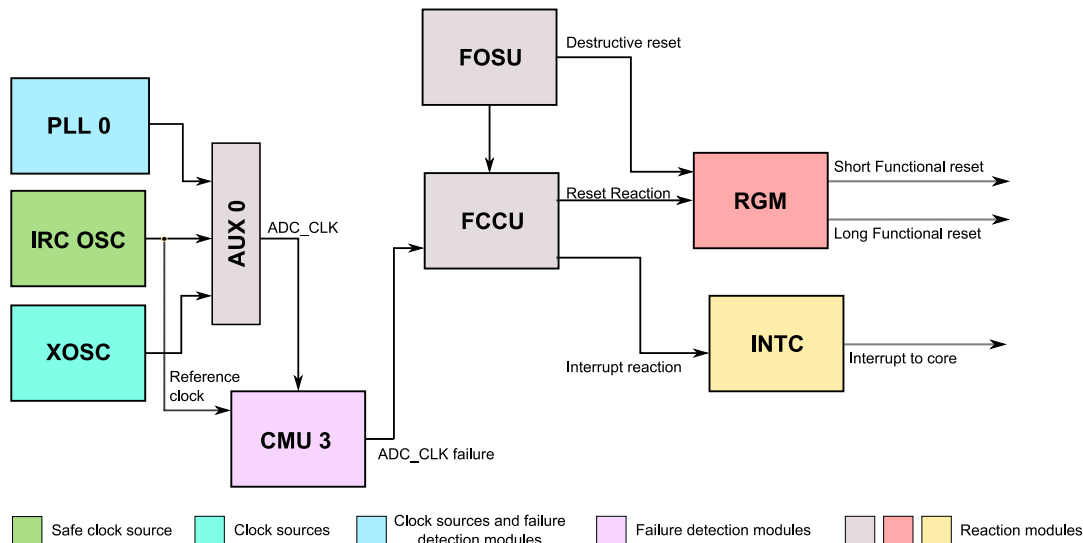 FOSU
Destructive reset
PLL 0
IRC OSC
XOSC
AUX 0
ADC_CLK
Reference
clock
CMU 3
ADC_CLK failure
FCCU
Reset Reaction
Interrupt reaction
RGM
Short Functional reset
Long Functional reset
INTC
Interrupt to core
Safe clock source
Clock sources
Clock sources and failure
detection modules
Failure detection modules
Reaction modules